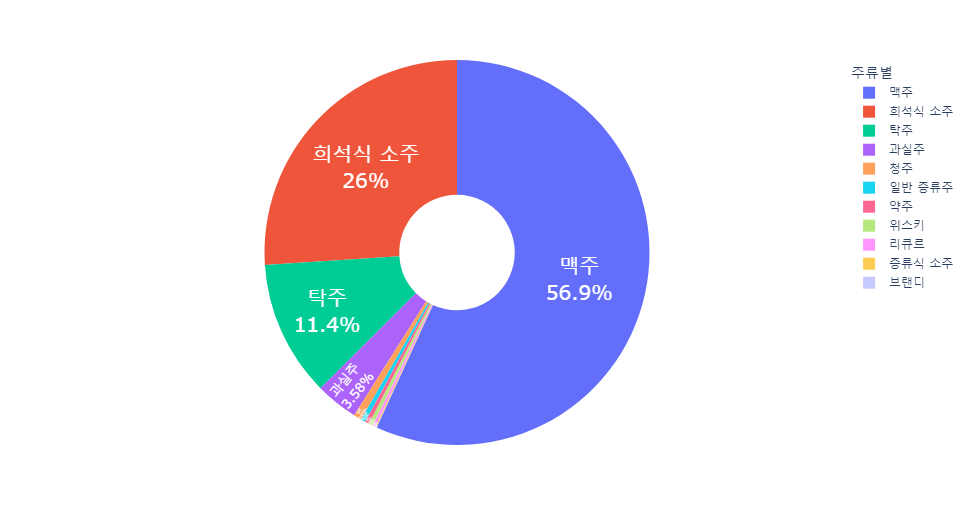 희석식 소주
26%
맥주
56.9%
탁주
11.4%
과실주
3.58%
주류별
맥주
희석식 소주
탁주
과실주
청주
일반 증류주
약주
위스키
리큐르
증류식 소주
브랜디